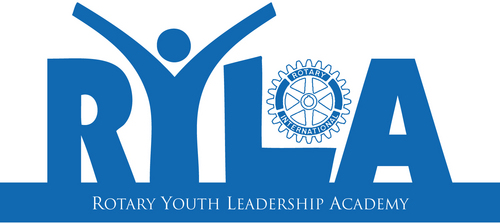 RYLA
ROTARY
INTERNATIONAL
ROTARY YOUTH LEADERSHIP ACADEMY